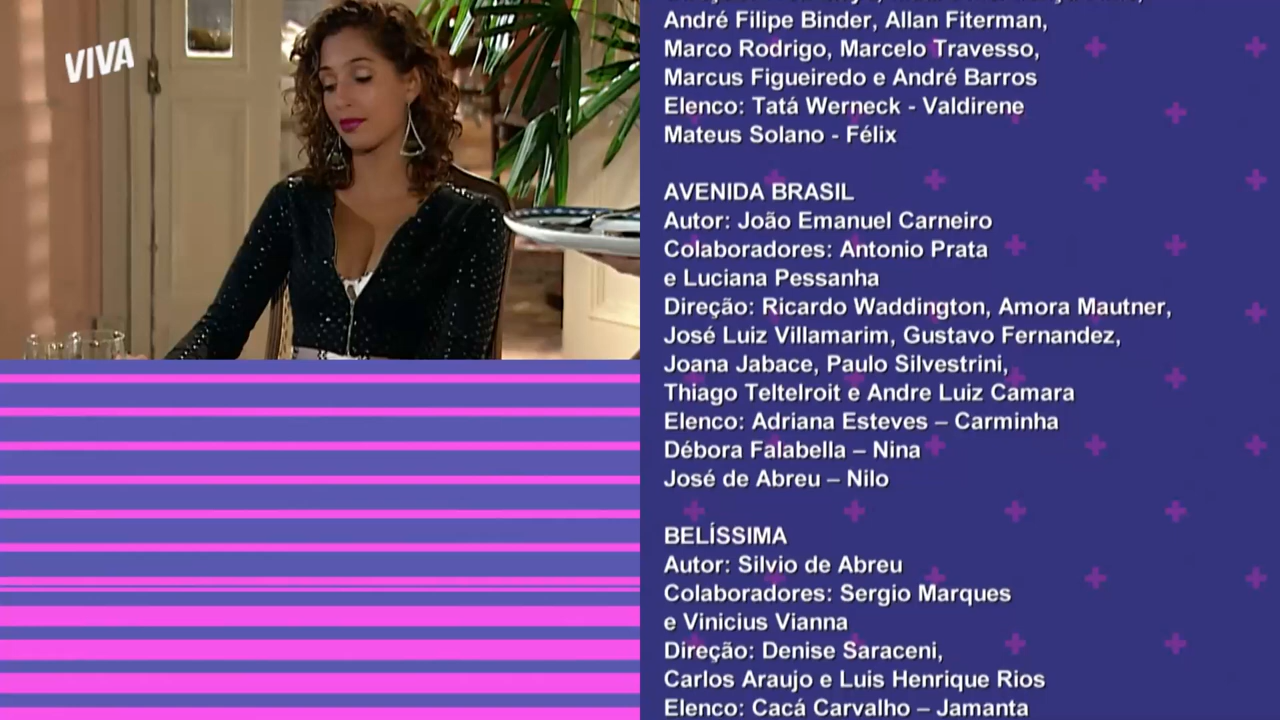 VIVA
André Filipe Binder, Allan Fiterman,
Marco Rodrigo, Marcelo Travesso,
Marcus Figueiredo e André Barros
Elenco: Tatá Werneck - Valdirene
Mateus Solano - Félix
AVENIDA BRASIL
Autor: João Emanuel Carneiro
Colaboradores: Antonio Prata
e Luciana Pessanha
Direção: Ricardo Waddington, Amora Mautner,
José Luiz Villamarim, Gustavo Fernandez,
Joana Jabace, Paulo Silvestrini,
Thiago Teltelroit e Andre Luiz Camara
Elenco: Adriana Esteves – Carminha
Débora Falabella – Nina
José de Abreu – Nilo
BELÍSSIMA
Autor: Silvio de Abreu
Colaboradores: Sergio Marques
e Vinicius Vianna
Direção: Denise Saraceni,
Carlos Araujo e Luis Henrique Rios
Elenco: Cacá Carvalho – Jamanta